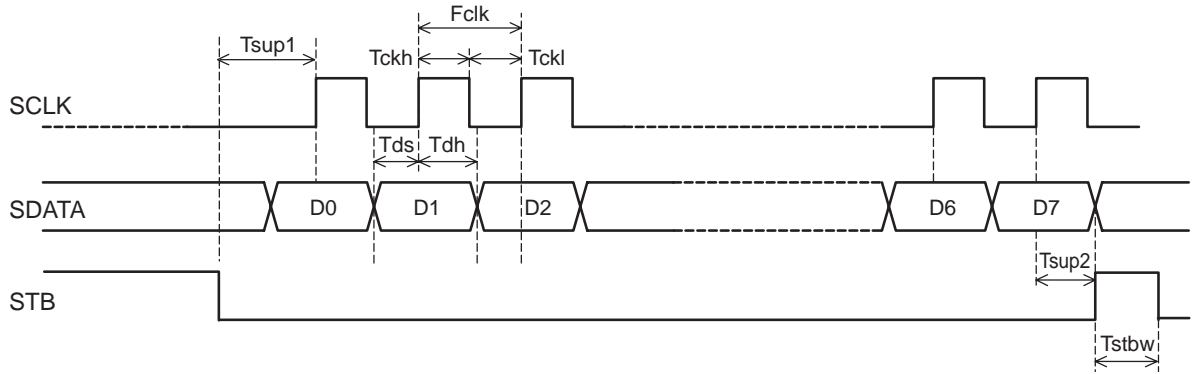 Fclk
Tsup1
Tckh
Tckl
SCLK
Tds
Tdh
SDATA
D0
D1
D2
D6
D7
Tsup2
STB
Tstbw